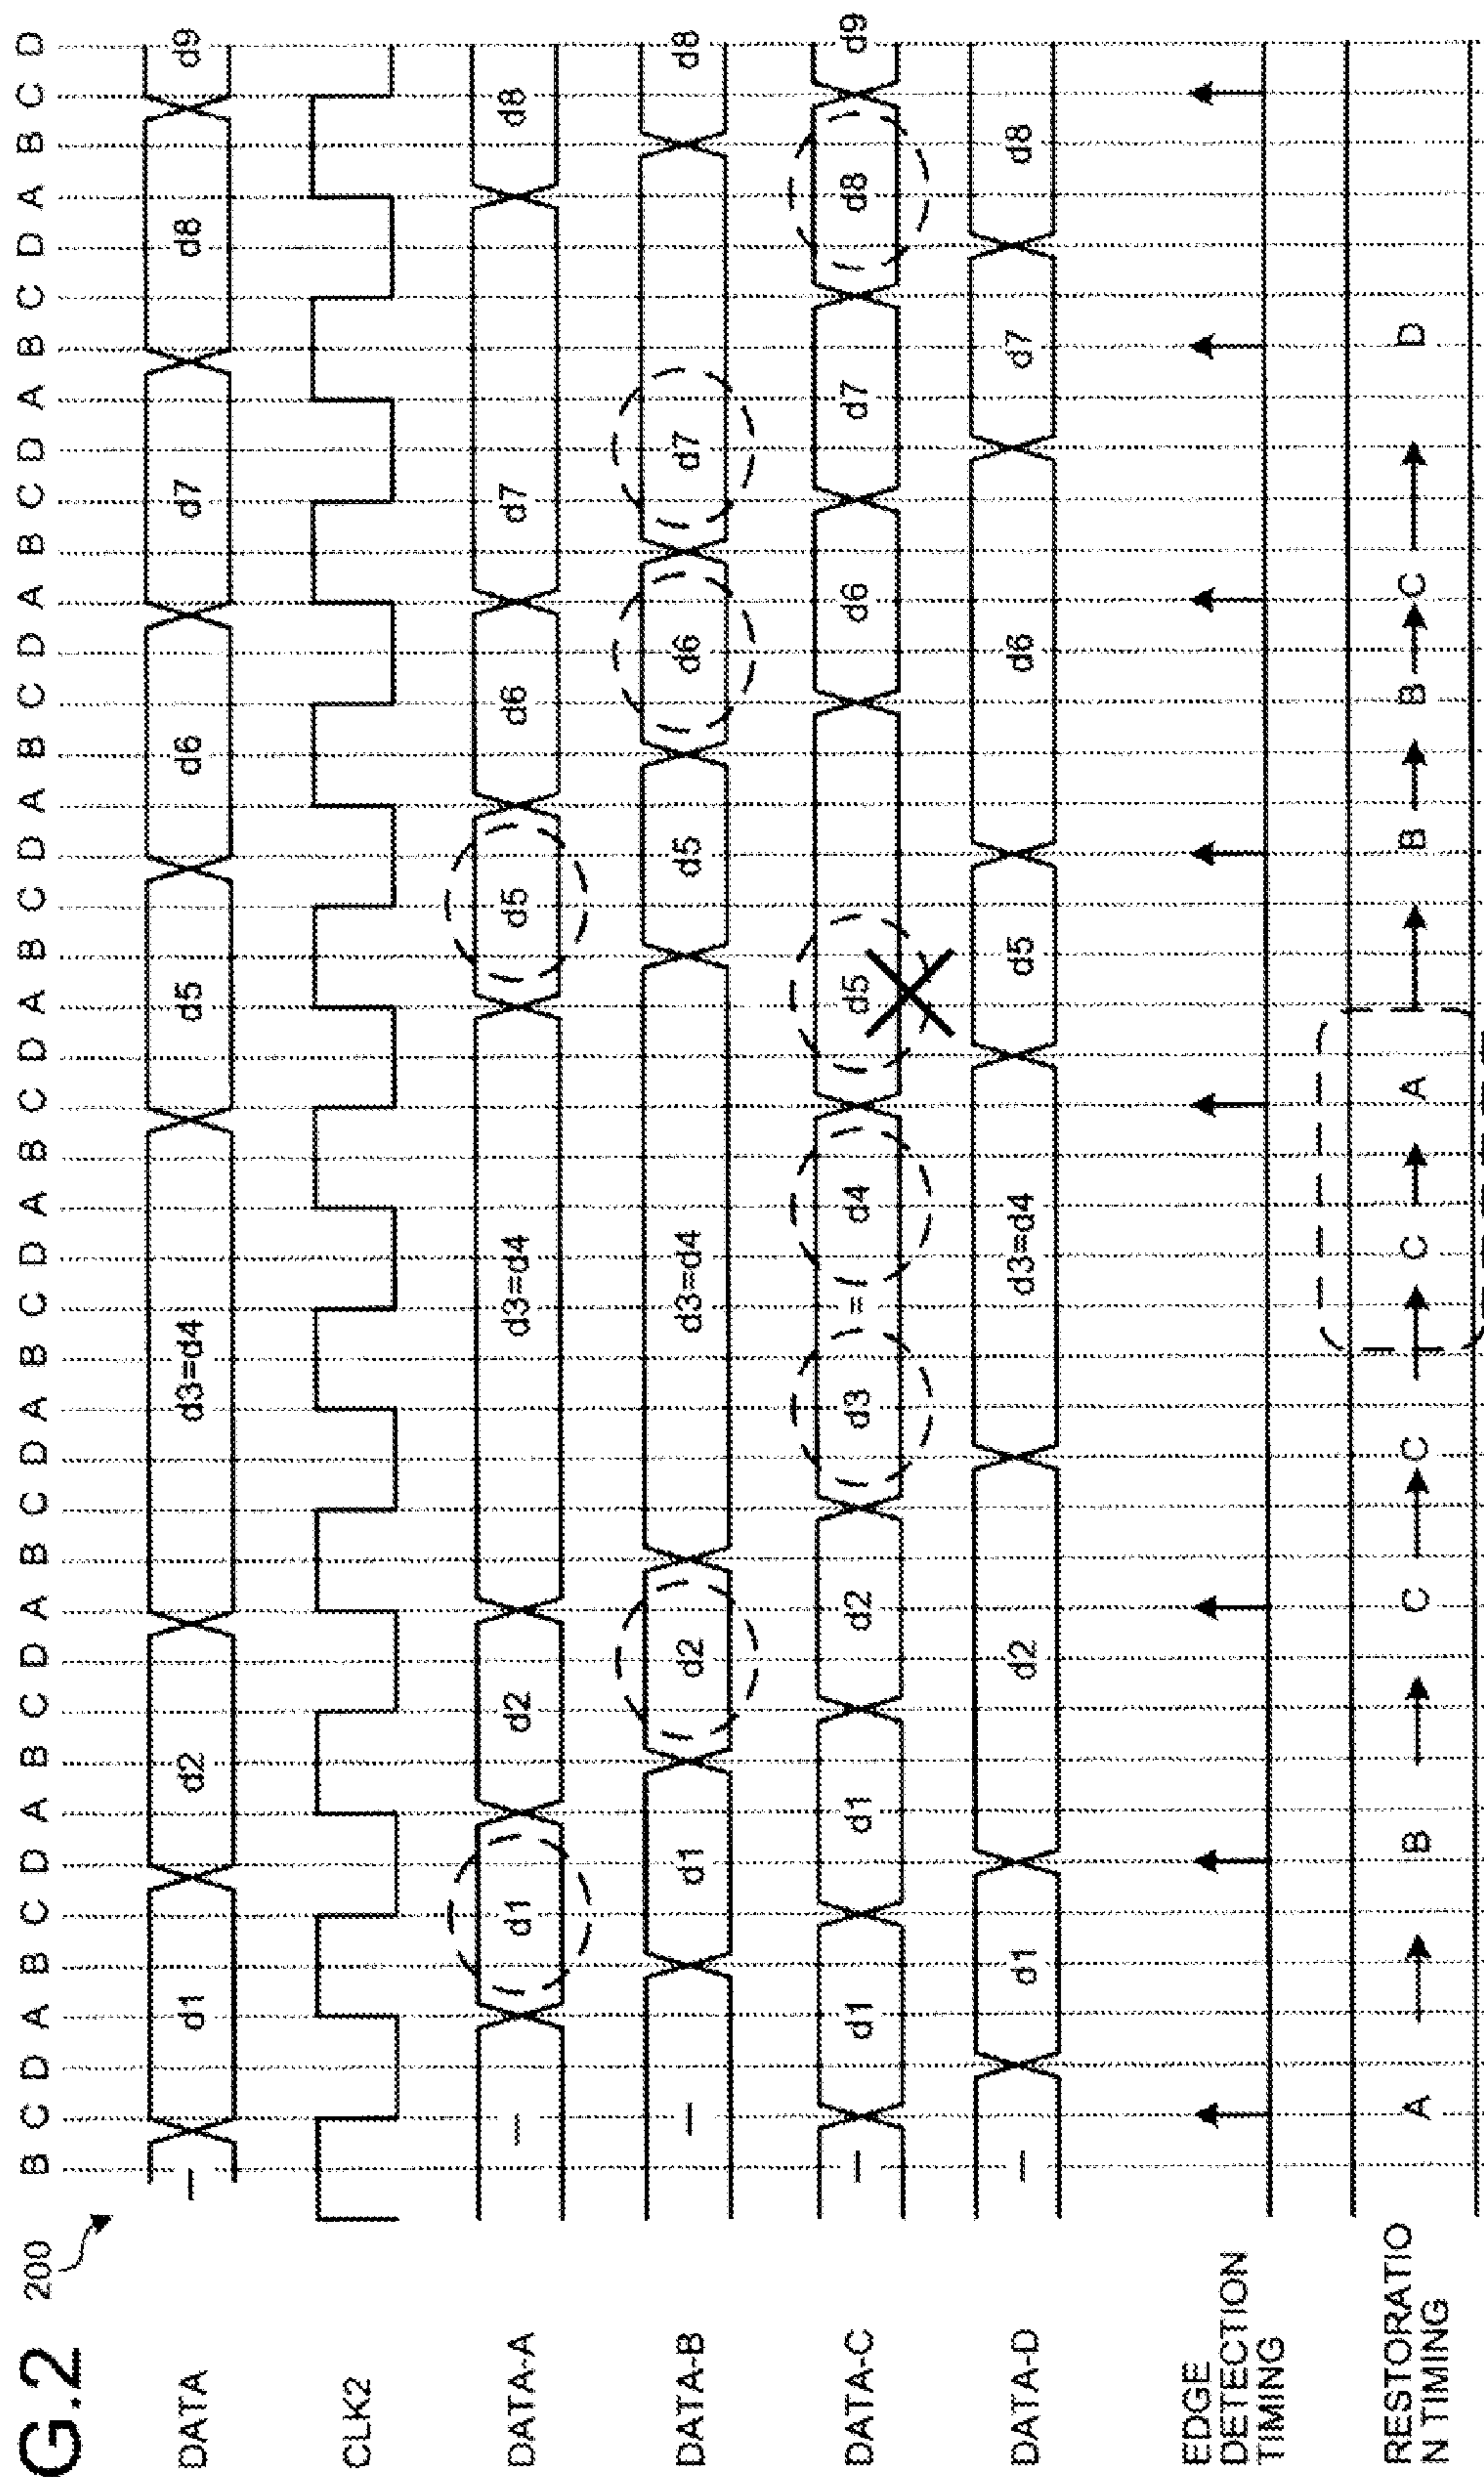 G.2
200
B C D A B C D A B C D A B C D A B C D A B C D A B C D A B C D A B C D A B C D A B C D
DATA – d1 d2 d3=d4 d5 d6 d7 d8 d9
CLK2
DATA-A – d1 d2 d3=d4 d5 d6 d7 d8
DATA-B – d1 d2 d3=d4 d5 d6 d7 d8
DATA-C – d1 d1 d2 d3 = d4 d5 d6 d7 d8 d9
DATA-D – d1 d2 d3=d4 d5 d6 d7 d8
EDGE
DETECTION
TIMING
RESTORATIO
N TIMING
A B C C C A B B C D